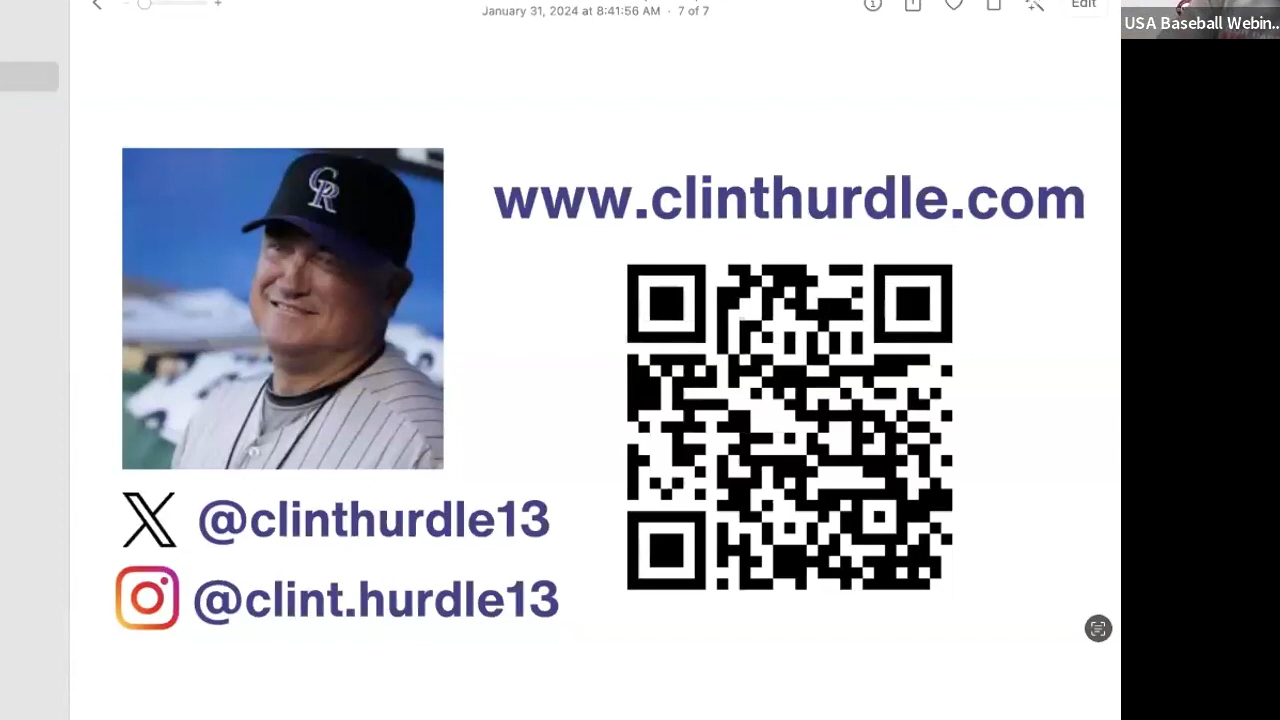 January 31, 2024 at 8:41:56 AM · 7 of 7
Edit
USA Baseball Webin..
CR
www.clinthurdle.com
@clinthurdle13
@clint.hurdle13